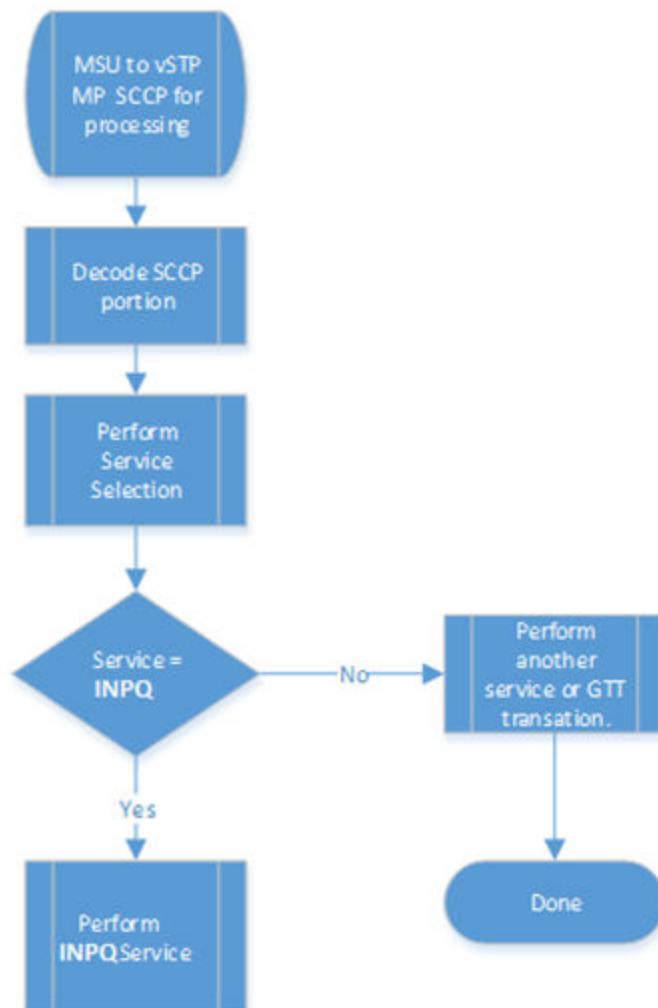 MSU to vSTP
MP SCCP for
processing
Decode SCCP
portion
Perform
Service
Selection
Service =
INPQ
No
Perform
another
service or GTT
transation.
Yes
Done
Perform
INPQService